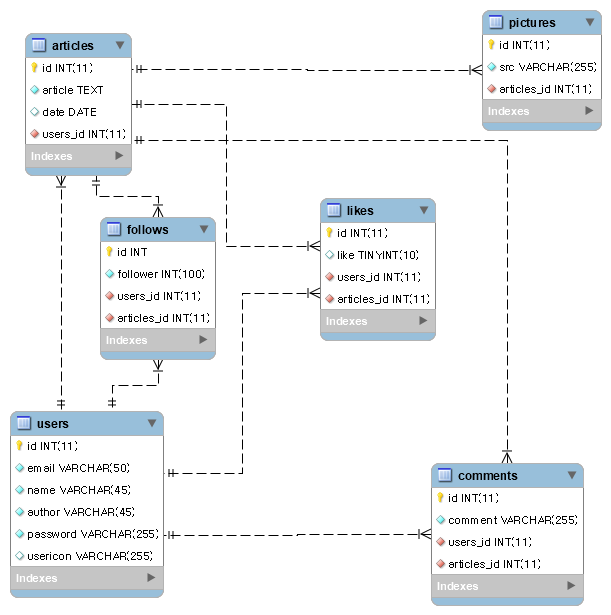 articles
id INT(11)
article TEXT
date DATE
users_id INT(11)
Indexes
pictures
id INT(11)
src VARCHAR(255)
articles_id INT(11)
Indexes
follows
id INT
follower INT(100)
users_id INT(11)
articles_id INT(11)
Indexes
likes
id INT(11)
like TINYINT(10)
users_id INT(11)
articles_id INT(11)
Indexes
users
id INT(11)
email VARCHAR(50)
name VARCHAR(45)
author VARCHAR(45)
password VARCHAR(255)
usericon VARCHAR(255)
Indexes
comments
id INT(11)
comment VARCHAR(255)
users_id INT(11)
articles_id INT(11)
Indexes